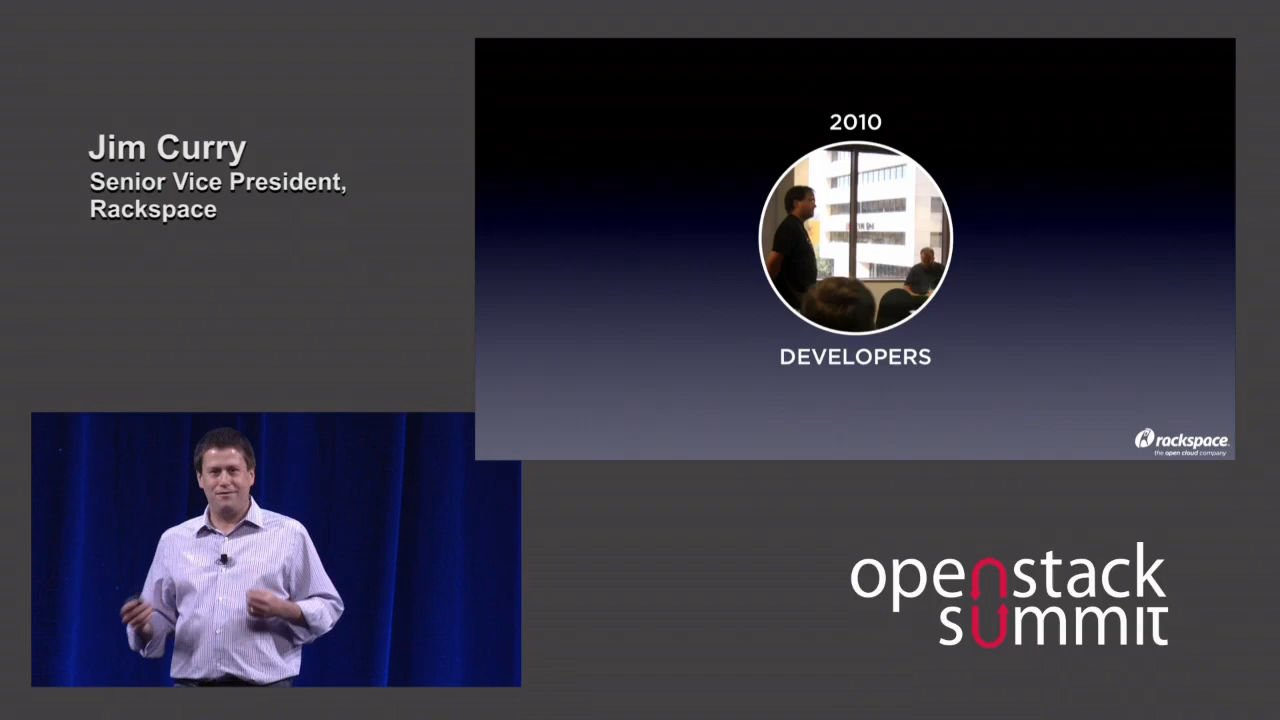 Jim Curry
Senior Vice President,
Rackspace
2010
DEVELOPERS
rackspace.
the open cloud company
openstack
summit